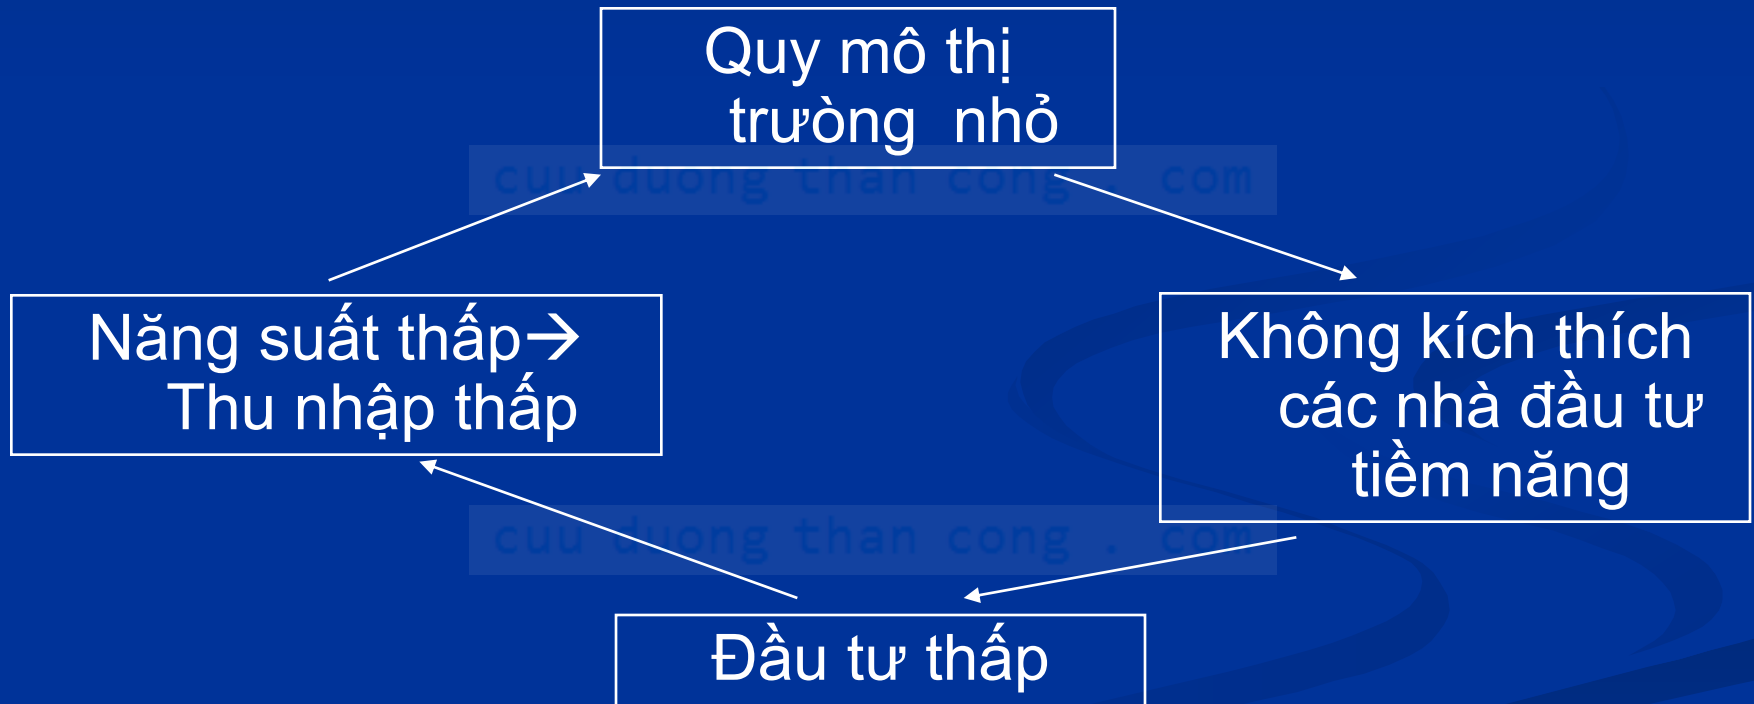 Quy mô thị
trưòng nhỏ
cuu duong than cong . com
Năng suất thấp→
Thu nhập thấp
Không kích thích
các nhà đầu tư
tiềm năng
cuu duong than cong . com
Đầu tư thấp